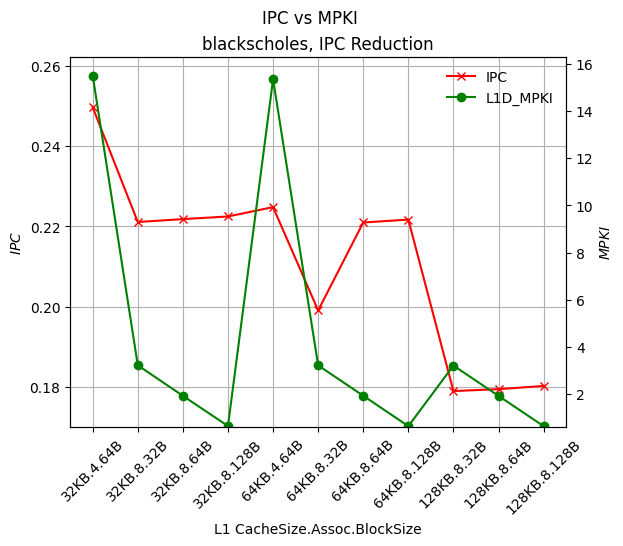 IPC vs MPKI
blackscholes, IPC Reduction
0.26
0.24
0.22
0.20
0.18
IPC
16
14
12
10
8
6
4
2
MPKI
IPC
L1D_MPKI
32KB.4.64B
32KB.8.32B
32KB.8.64B
32KB.8.128B
64KB.4.64B
64KB.8.32B
64KB.8.64B
64KB.8.128B
128KB.8.32B
128KB.8.64B
128KB.8.128B
L1 CacheSize.Assoc.BlockSize